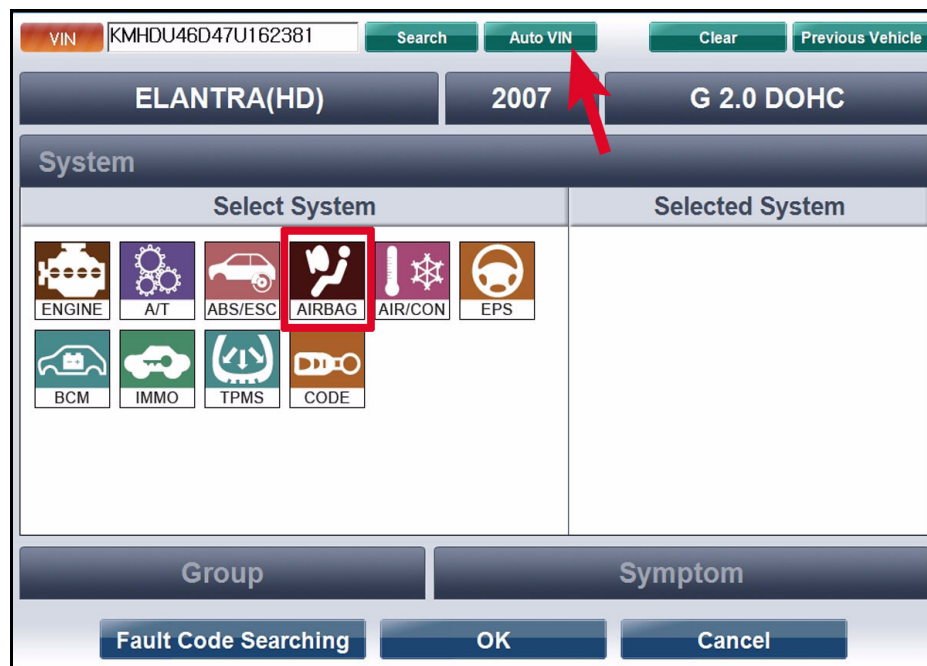 VIN KMHDU46D47U162381 Search Auto VIN Clear Previous Vehicle
ELANTRA(HD) 2007 G 2.0 DOHC
System
Select System Selected System
ENGINE A/T ABS/ESC AIRBAG AIR/CON EPS
BCM IMMO TPMS CODE
Group Symptom
Fault Code Searching OK Cancel